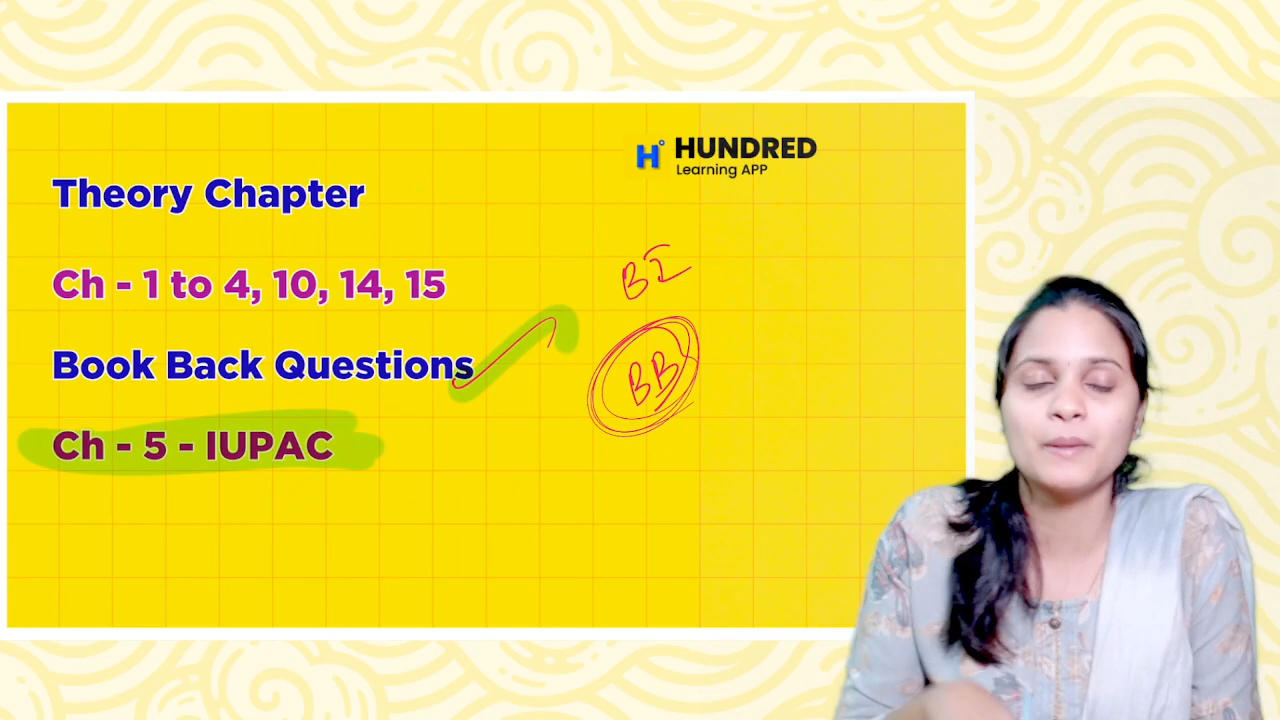 HUNDRED
Learning APP
Theory Chapter
Ch - 1 to 4, 10, 14, 15
BI
Book Back Questions
BB
Ch - 5 - IUPAC